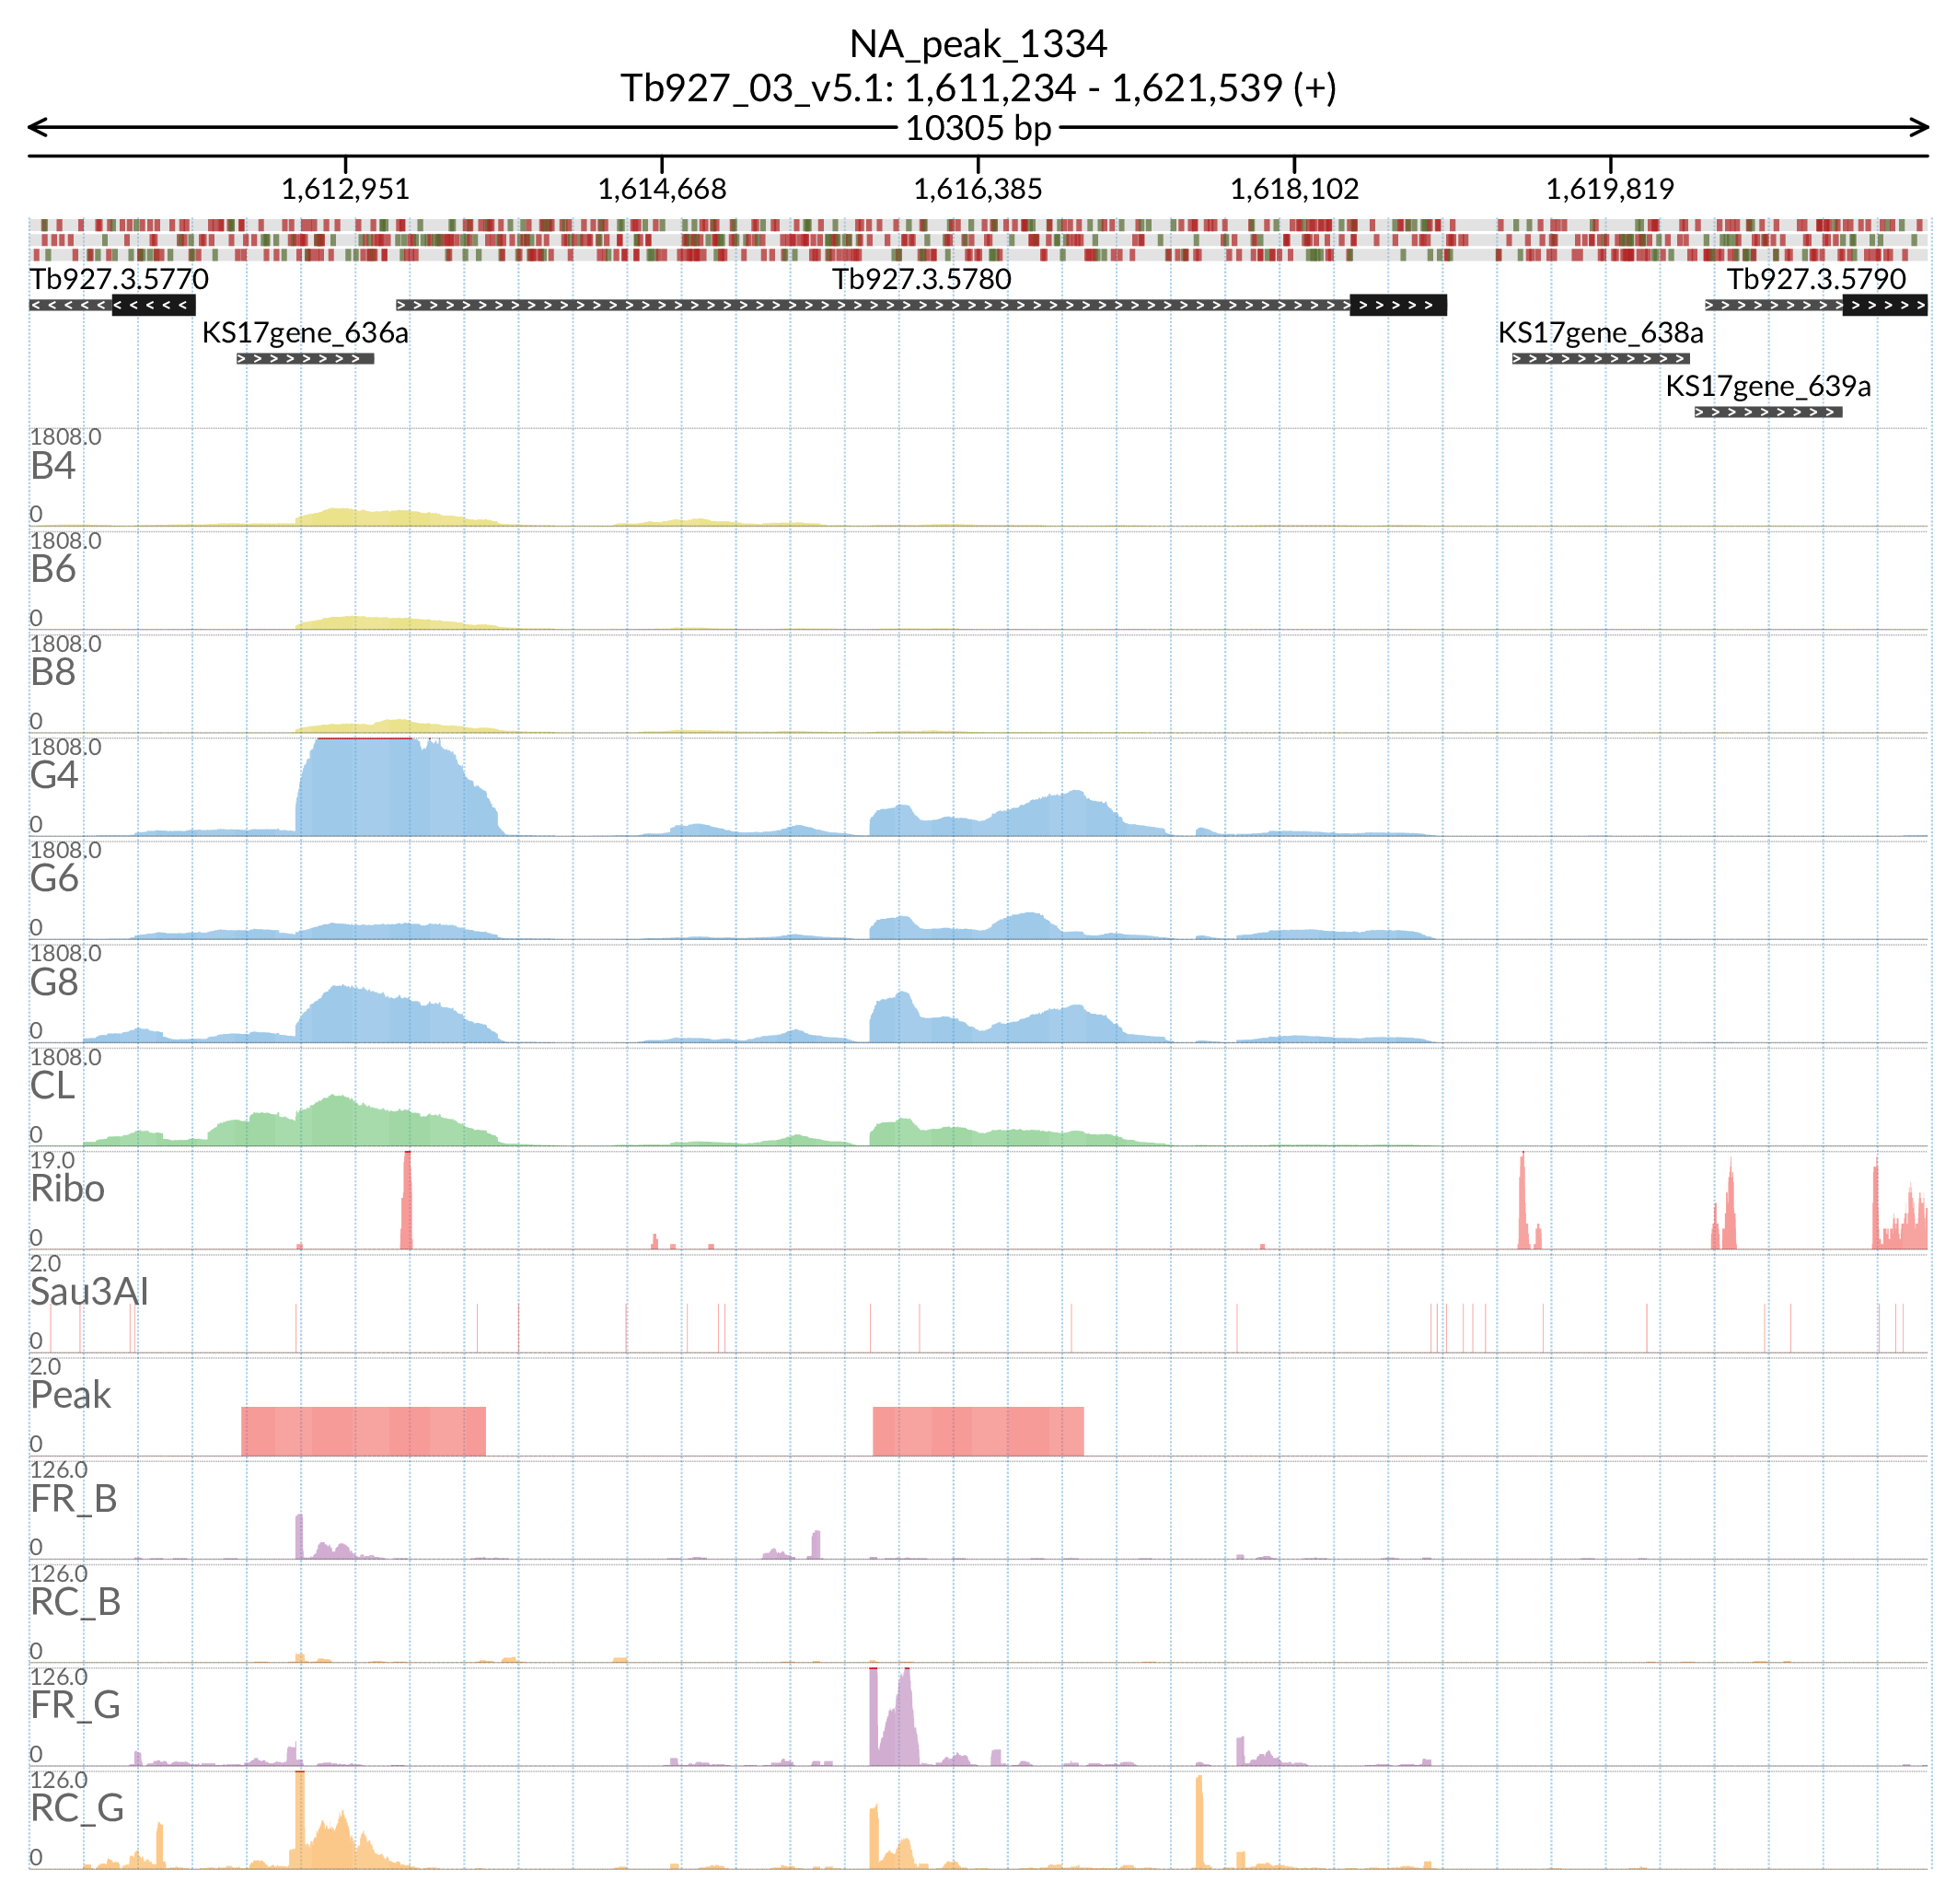 NA_peak_1334
Tb927_03_v5.1: 1,611,234 - 1,621,539 (+)
10305 bp
1,612,951 1,614,668 1,616,385 1,618,102 1,619,819
Tb927.3.5770 Tb927.3.5780 Tb927.3.5790
KS17gene_636a KS17gene_638a
KS17gene_639a
1808.0
B4
0
1808.0
B6
0
1808.0
B8
0
1808.0
G4
0
1808.0
G6
0
1808.0
G8
0
1808.0
CL
0
19.0
Ribo
0
2.0
Sau3AI
0
2.0
Peak
0
126.0
FR_B
0
126.0
RC_B
0
126.0
FR_G
0
126.0
RC_G
0